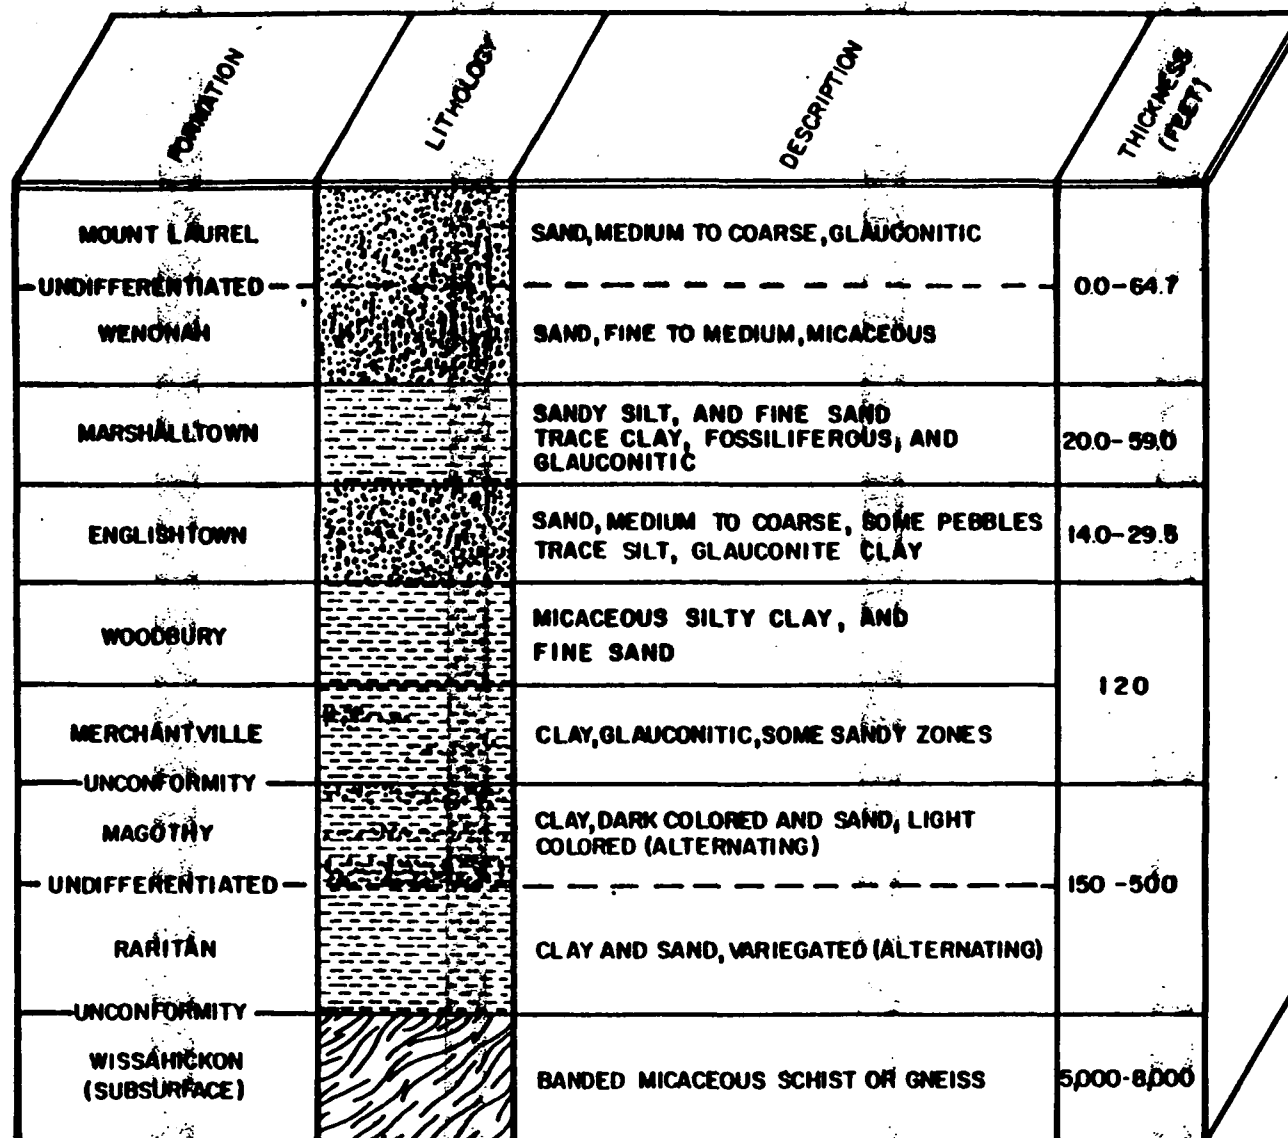 FORMATION
LITHOLOGY
DESCRIPTION
THICKNESS
(FEET)
MOUNT LAUREL
SAND, MEDIUM TO COARSE, GLAUCONITIC
UNDIFFERENTIATED
0.0-64.7
WENONAH
SAND, FINE TO MEDIUM, MICACEOUS
MARSHALLTOWN
SANDY SILT, AND FINE SAND
TRACE CLAY, FOSSILIFEROUS, AND
GLAUCONITIC
20.0-59.0
ENGLISHTOWN
SAND, MEDIUM TO COARSE, SOME PEBBLES
TRACE SILT, GLAUCONITE CLAY
14.0-29.5
WOODBURY
MICACEOUS SILTY CLAY, AND
FINE SAND
120
MERCHANTVILLE
CLAY, GLAUCONITIC, SOME SANDY ZONES
UNCONFORMITY
MAGOTHY
CLAY, DARK COLORED AND SAND, LIGHT
COLORED (ALTERNATING)
UNDIFFERENTIATED
150-500
RARITAN
CLAY AND SAND, VARIEGATED (ALTERNATING)
UNCONFORMITY
WISSAHICKON
(SUBSURFACE)
BANDED MICACEOUS SCHIST OR GNEISS
5,000-8,000